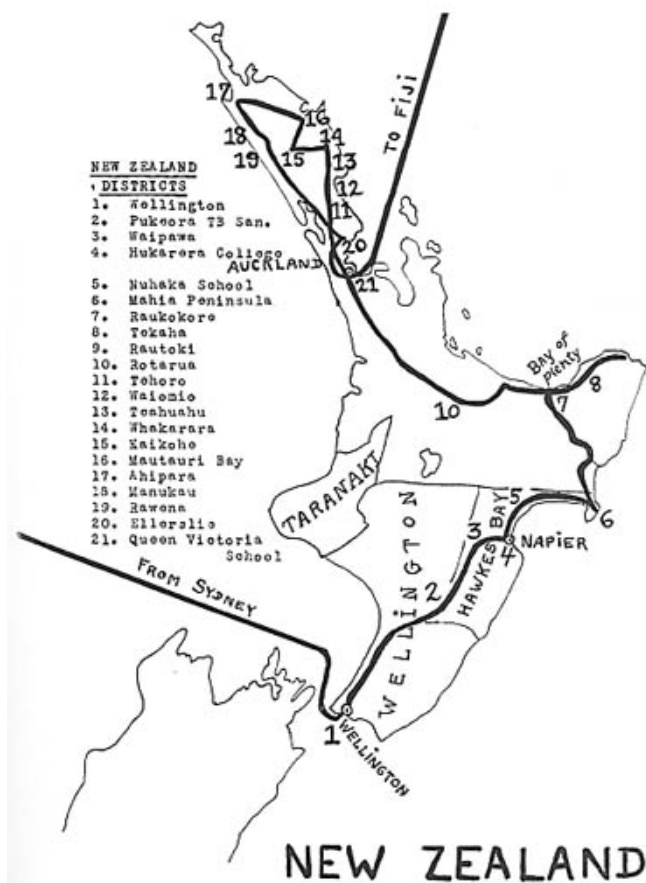 NEW ZEALAND
DISTRICTS
1. Wellington
2. Pukeora TB San.
3. Waipawa
4. Hukarera College
5. Nuhaka School
6. Mahia Peninsula
7. Raukokore
8. Tokaha
9. Rautoki
10. Rotarua
11. Tohoro
12. Waiomio
13. Toahuahu
14. Whakarara
15. Kaikohe
16. Mautauri Bay
17. Ahipara
18. Manukau
19. Rawena
20. Ellerslie
21. Queen Victoria
School
17
16
18
14
15
13
19
12
11
20
AUCKLAND
21
TO FIJI
BAY of
plenty
8
7
10
TARANAKI
WELLINGTON
HAWKES BAY
5
6
3
4
NAPIER
2
FROM SYDNEY
1
WELLINGTON
NEW ZEALAND